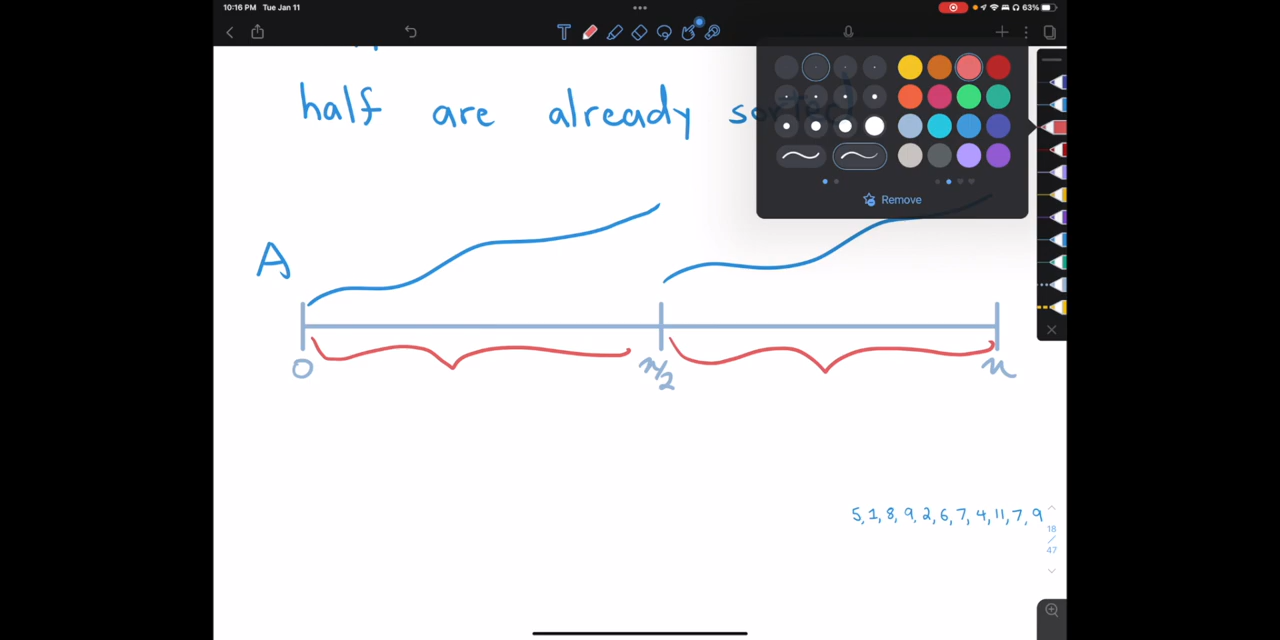 10:16 PM Tue Jan 11
63%
T
half are already
Remove
A
0 n/2 n
5, 1, 8, 9, 2, 6, 7, 4, 11, 7, 9
18
/
47